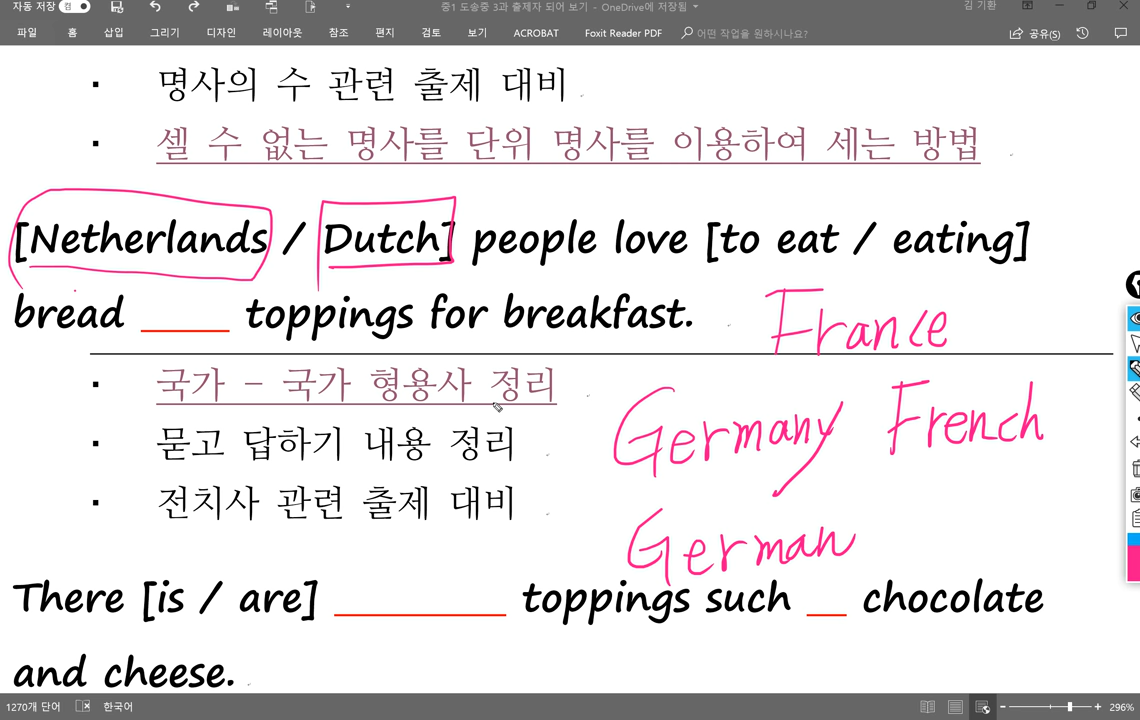 자동 저장 켬 중1 도송중 3과 출제자 되어 보기 - OneDrive에 저장됨 김 기환
파일 홈 삽입 그리기 디자인 레이아웃 참조 편지 검토 보기 ACROBAT Foxit Reader PDF 어떤 작업을 원하시나요? 공유(S)
▪ 명사의 수 관련 출제 대비
▪ 셀 수 없는 명사를 단위 명사를 이용하여 세는 방법
[Netherlands / Dutch] people love [to eat / eating]
bread ____ toppings for breakfast.
France
▪ 국가 - 국가 형용사 정리
Germany French
▪ 묻고 답하기 내용 정리
▪ 전치사 관련 출제 대비
German
There [is / are] ________ toppings such __ chocolate
and cheese.
1270개 단어 한국어 296%